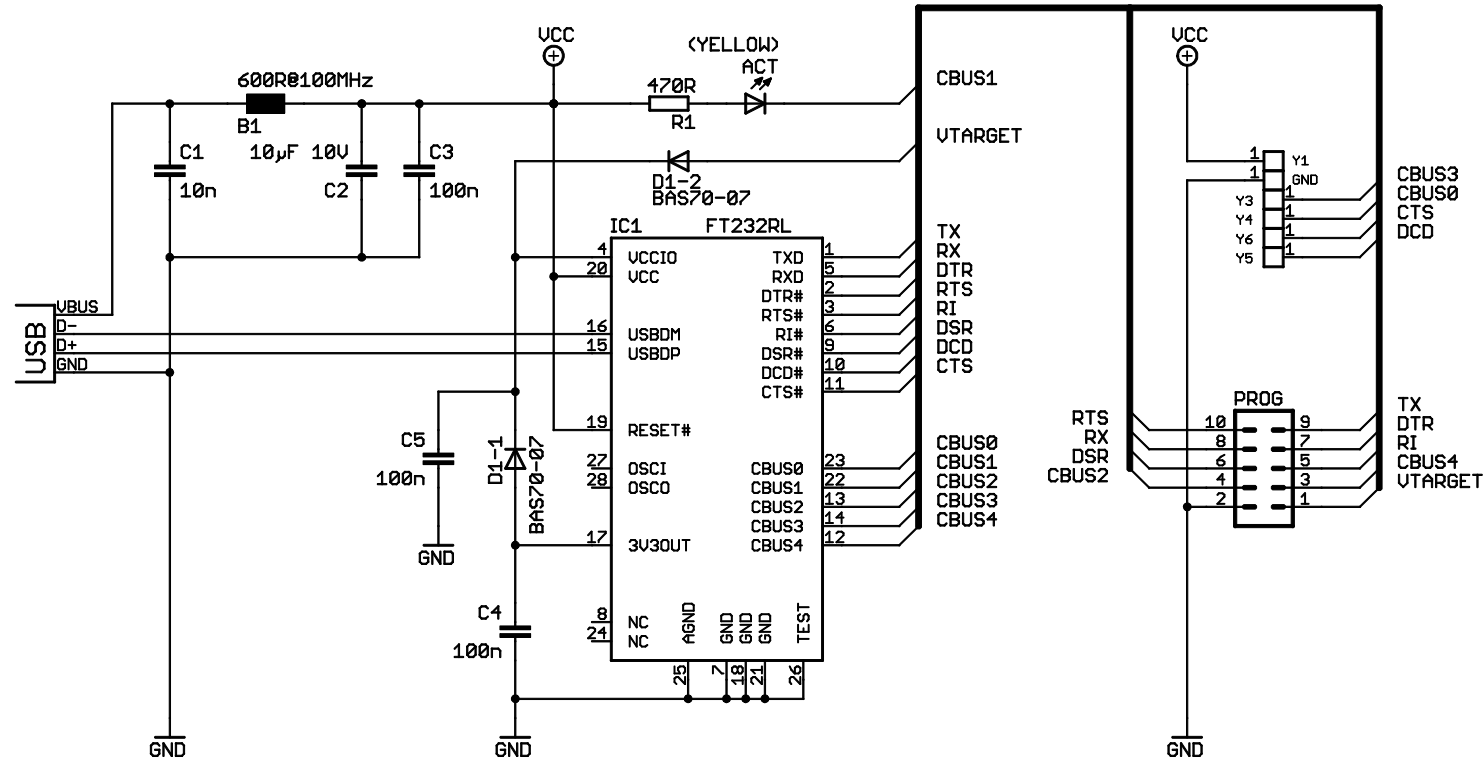 VCC
(YELLOW)
ACT
600R@100MHz
B1
470R
R1
CBUS1
VTARGET
C1
10n
10µF 10V
C2
C3
100n
D1-2
BAS70-07
IC1
FT232RL
4 VCCIO
20 VCC
16 USBDM
15 USBDP
19 RESET#
27 OSCI
28 OSCO
17 3V3OUT
8 NC
24 NC
TXD 1 TX
RXD 5 RX
DTR# 2 DTR
RTS# 3 RTS
RI# 6 RI
DSR# 9 DSR
DCD# 10 DCD
CTS# 11 CTS
CBUS0 23 CBUS0
CBUS1 22 CBUS1
CBUS2 13 CBUS2
CBUS3 14 CBUS3
CBUS4 12 CBUS4
AGND 25
GND 7
GND 18
GND 21
TEST 26
USB
VBUS
D-
D+
GND
C5
100n
GND
D1-1
BAS70-07
C4
100n
GND
GND
VCC
1 Y1
1 GND
Y3 1 CBUS3
Y4 1 CBUS0
Y6 1 CTS
Y5 1 DCD
PROG
RTS 10 9 TX
RX 8 7 DTR
DSR 6 5 RI
CBUS2 4 3 CBUS4
2 1 VTARGET
GND